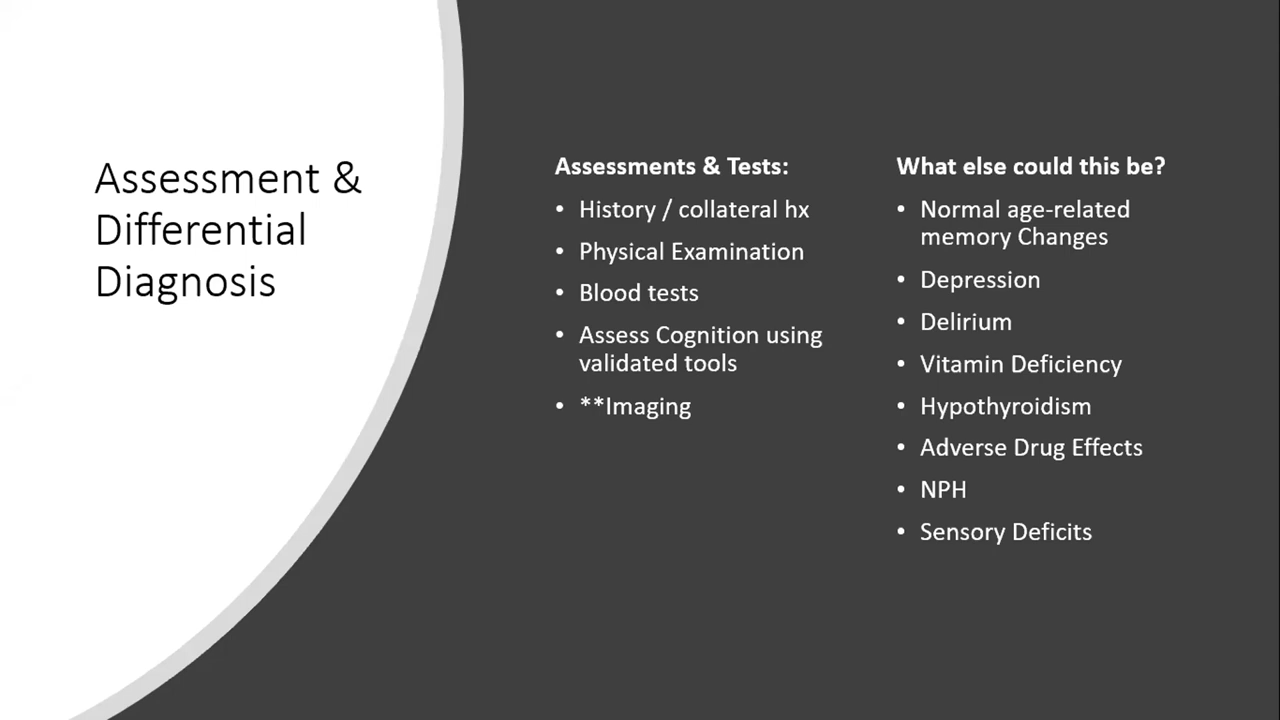 Assessment &
Differential
Diagnosis
Assessments & Tests:
• History / collateral hx
• Physical Examination
• Blood tests
• Assess Cognition using
validated tools
• **Imaging
What else could this be?
• Normal age-related
memory Changes
• Depression
• Delirium
• Vitamin Deficiency
• Hypothyroidism
• Adverse Drug Effects
• NPH
• Sensory Deficits